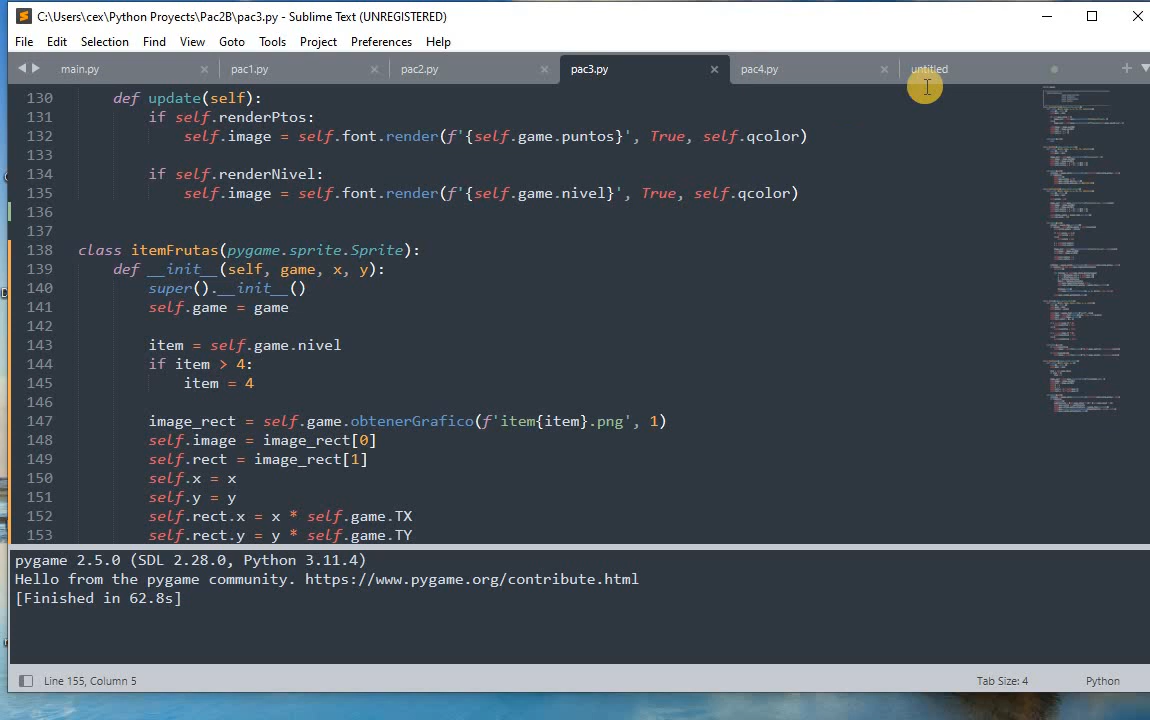 C:\Users\cex\Python Proyects\Pac2B\pac3.py - Sublime Text (UNREGISTERED)
File Edit Selection Find View Goto Tools Project Preferences Help
main.py pac1.py pac2.py pac3.py pac4.py untitled
130 def update(self):
131 if self.renderPtos:
132 self.image = self.font.render(f'{self.game.puntos}', True, self.qcolor)
133
134 if self.renderNivel:
135 self.image = self.font.render(f'{self.game.nivel}', True, self.qcolor)
136
137
138 class itemFrutas(pygame.sprite.Sprite):
139 def __init__(self, game, x, y):
140 super().__init__()
141 self.game = game
142
143 item = self.game.nivel
144 if item > 4:
145 item = 4
146
147 image_rect = self.game.obtenerGrafico(f'item{item}.png', 1)
148 self.image = image_rect[0]
149 self.rect = image_rect[1]
150 self.x = x
151 self.y = y
152 self.rect.x = x * self.game.TX
153 self.rect.y = y * self.game.TY
pygame 2.5.0 (SDL 2.28.0, Python 3.11.4)
Hello from the pygame community. https://www.pygame.org/contribute.html
[Finished in 62.8s]
Line 155, Column 5 Tab Size: 4 Python